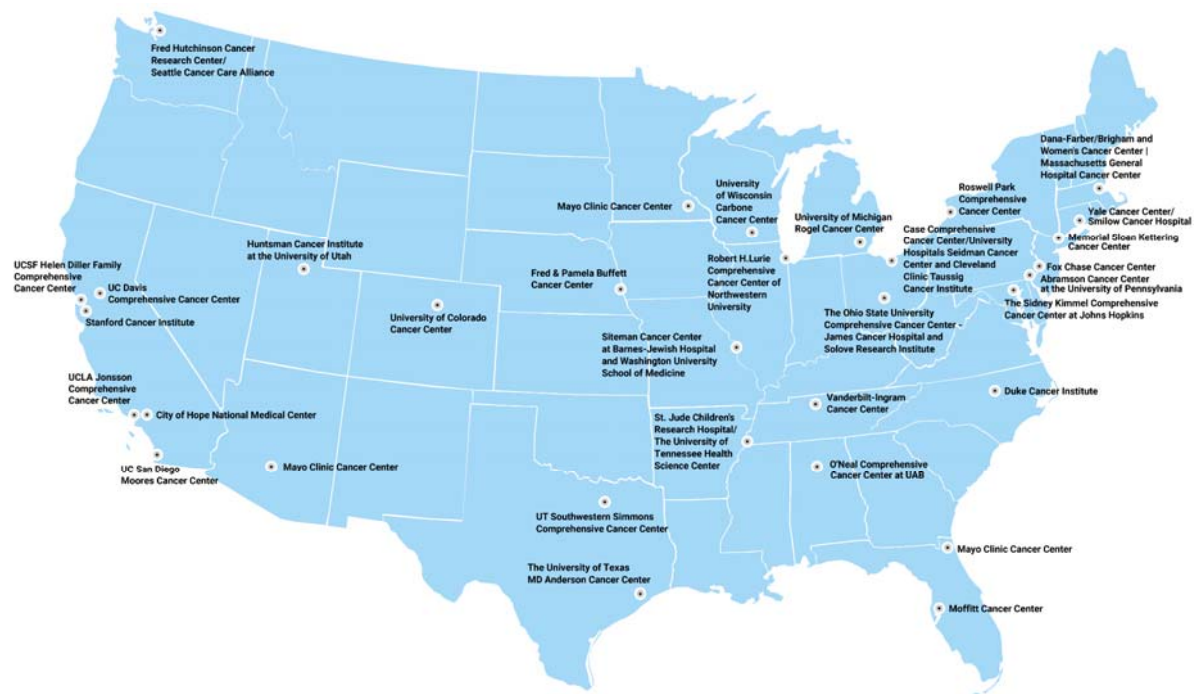 Fred Hutchinson Cancer
Research Center/
Seattle Cancer Care Alliance
Dana-Farber/Brigham and
Women's Cancer Center |
Massachusetts General
Hospital Cancer Center
Mayo Clinic Cancer Center
University
of Wisconsin
Carbone
Cancer Center
University of Michigan
Rogel Cancer Center
Roswell Park
Comprehensive
Cancer Center
Yale Cancer Center/
Smilow Cancer Hospital
Memorial Sloan Kettering
Cancer Center
Case Comprehensive
Cancer Center/University
Hospitals Seidman Cancer
Center and Cleveland
Clinic Taussig
Cancer Institute
Huntsman Cancer Institute
at the University of Utah
UCSF Helen Diller Family
Comprehensive
Cancer Center
UC Davis
Comprehensive Cancer Center
Stanford Cancer Institute
Fred & Pamela Buffett
Cancer Center
Robert H.Lurie
Comprehensive
Cancer Center of
Northwestern
University
Fox Chase Cancer Center
Abramson Cancer Center
at the University of Pennsylvania
The Sidney Kimmel Comprehensive
Cancer Center at Johns Hopkins
University of Colorado
Cancer Center
The Ohio State University
Comprehensive Cancer Center -
James Cancer Hospital and
Solove Research Institute
Siteman Cancer Center
at Barnes-Jewish Hospital
and Washington University
School of Medicine
UCLA Jonsson
Comprehensive
Cancer Center
City of Hope National Medical Center
Vanderbilt-Ingram
Cancer Center
Duke Cancer Institute
St. Jude Children's
Research Hospital/
The University of
Tennessee Health
Science Center
UC San Diego
Moores Cancer Center
Mayo Clinic Cancer Center
O'Neal Comprehensive
Cancer Center at UAB
UT Southwestern Simmons
Comprehensive Cancer Center
Mayo Clinic Cancer Center
The University of Texas
MD Anderson Cancer Center
Moffitt Cancer Center